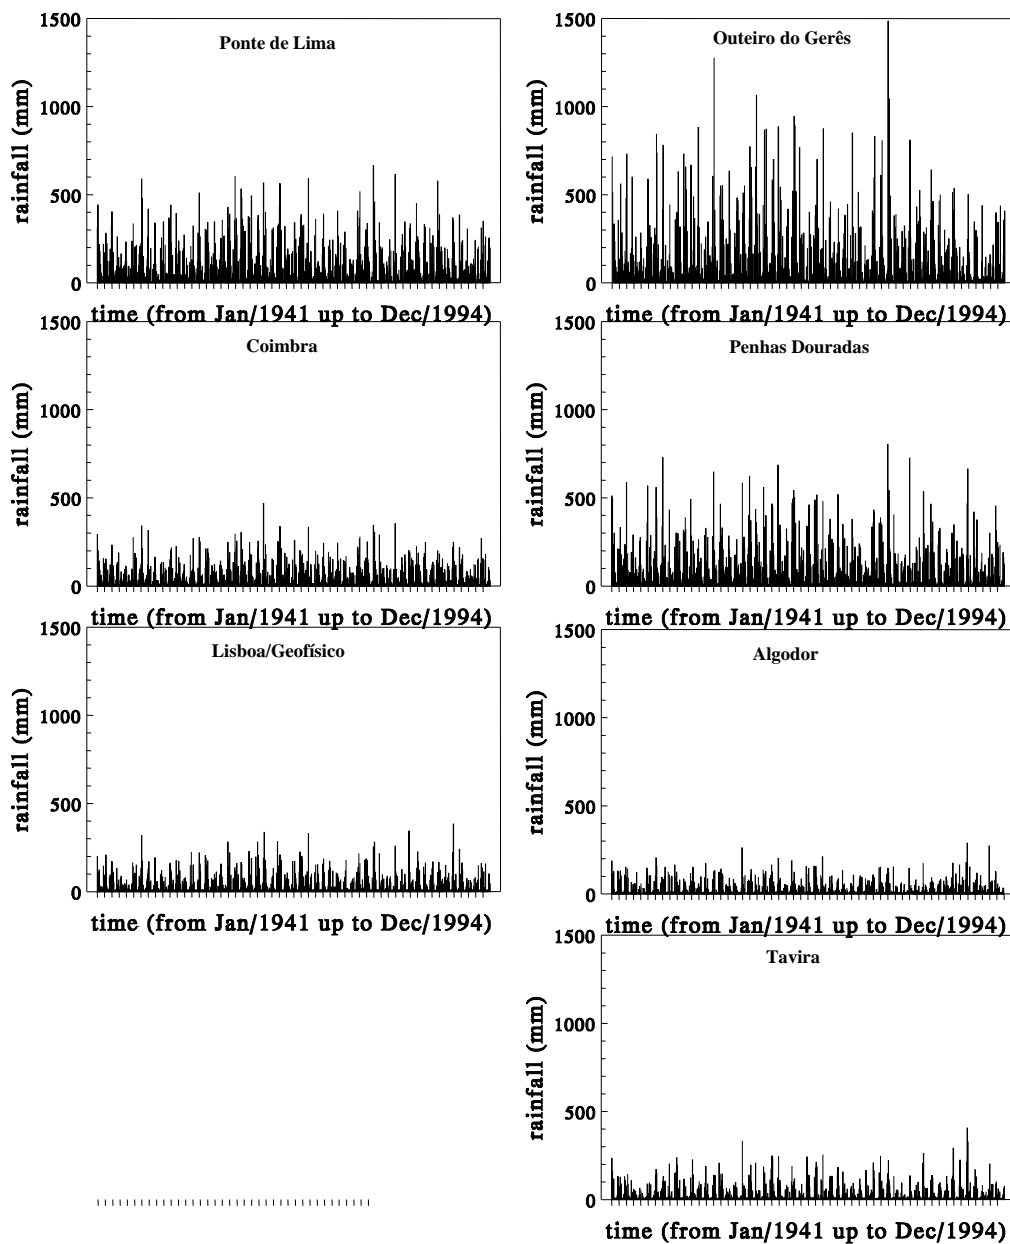 Ponte de Lima
1500
1000
500
0
rainfall (mm)
time (from Jan/1941 up to Dec/1994)
Outeiro do Gerês
1500
1000
500
0
rainfall (mm)
time (from Jan/1941 up to Dec/1994)
Coimbra
1500
1000
500
0
rainfall (mm)
time (from Jan/1941 up to Dec/1994)
Penhas Douradas
1500
1000
500
0
rainfall (mm)
time (from Jan/1941 up to Dec/1994)
Lisboa/Geofísico
1500
1000
500
0
rainfall (mm)
time (from Jan/1941 up to Dec/1994)
Algodor
1500
1000
500
0
rainfall (mm)
time (from Jan/1941 up to Dec/1994)
Tavira
1500
1000
500
0
rainfall (mm)
time (from Jan/1941 up to Dec/1994)